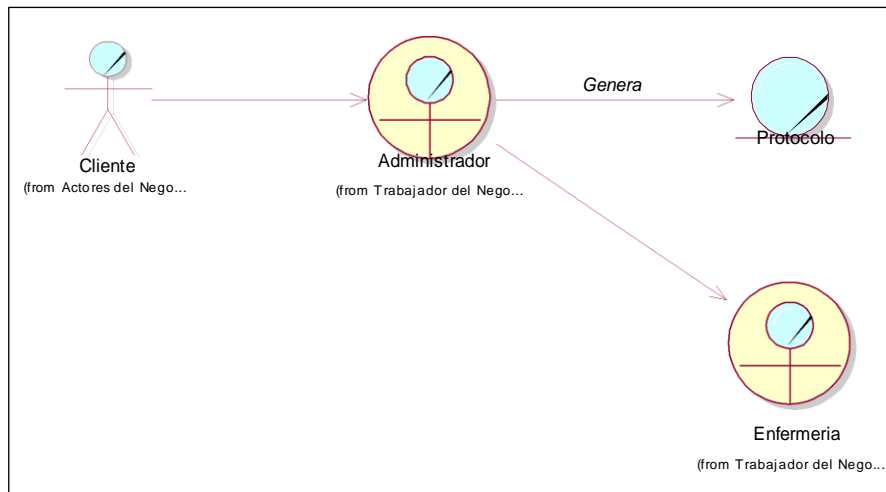 Genera
Cliente
(from Actores del Nego...
Administrador
(from Trabajador del Nego...
Protocolo
Enfermeria
(from Trabajador del Nego...